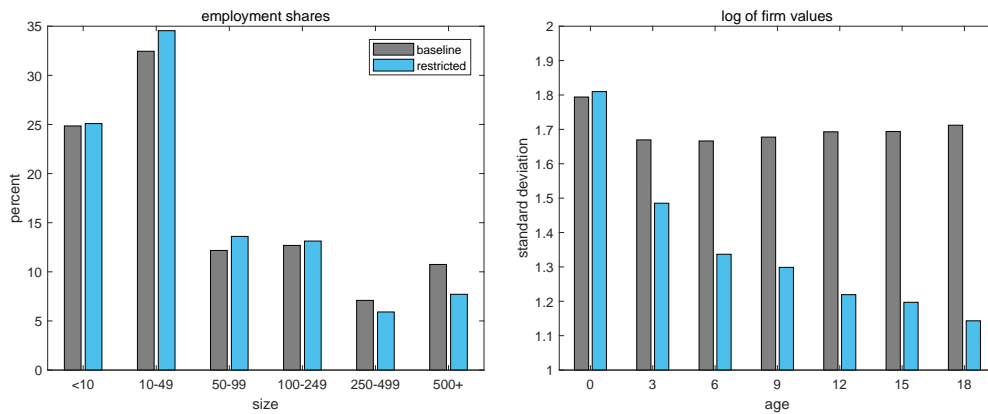 employment shares
35
30
25
20
15
10
5
0
percent
baseline
restricted
<10 10-49 50-99 100-249 250-499 500+
size
log of firm values
2
1.9
1.8
1.7
1.6
1.5
1.4
1.3
1.2
1.1
1
standard deviation
0 3 6 9 12 15 18
age